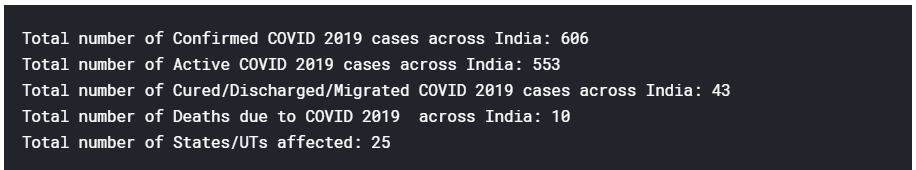 Total number of Confirmed COVID 2019 cases across India: 606
Total number of Active COVID 2019 cases across India: 553
Total number of Cured/Discharged/Migrated COVID 2019 cases across India: 43
Total number of Deaths due to COVID 2019  across India: 10
Total number of States/UTs affected: 25